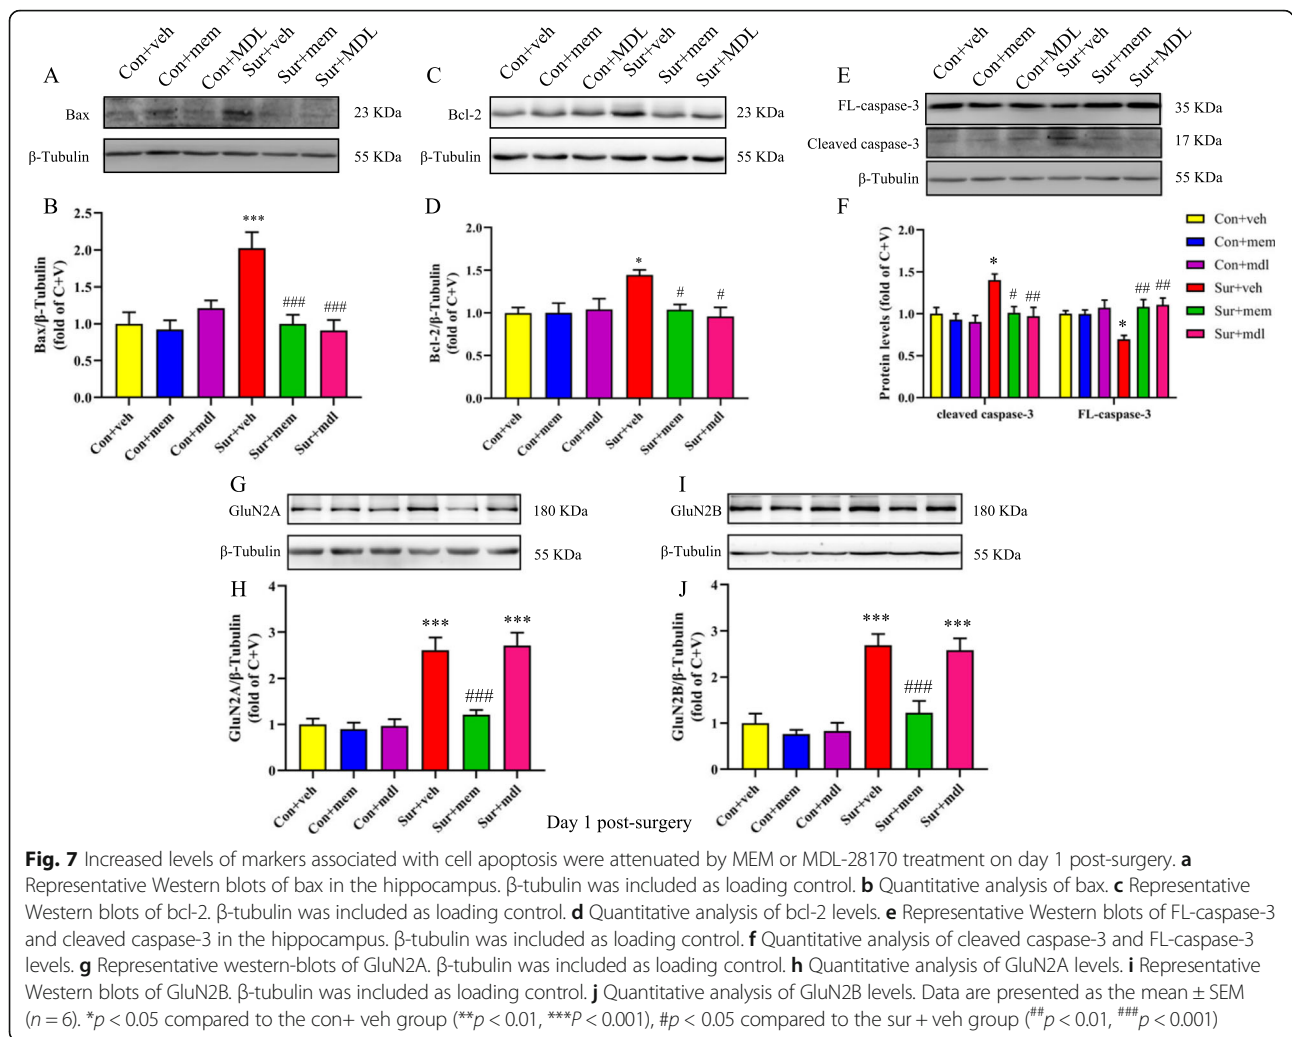 Con+veh Con+mem Con+MDL Sur+veh Sur+mem Sur+MDL
Con+veh Con+mem Con+MDL Sur+veh Sur+mem Sur+MDL
Con+veh Con+mem Con+MDL Sur+veh Sur+mem Sur+MDL
A
Bax 23 KDa
β-Tubulin 55 KDa
C
Bcl-2 23 KDa
β-Tubulin 55 KDa
E
FL-caspase-3 35 KDa
Cleaved caspase-3 17 KDa
β-Tubulin 55 KDa
B
Bax/β-Tubulin
(fold of C+V)
2.5
2.0
1.5
1.0
0.5
0.0
*** ### ###
Con+veh Con+mem Con+mdl Sur+veh Sur+mem Sur+mdl
D
Bcl-2/β-Tubulin
(fold of C+V)
2.0
1.5
1.0
0.5
0.0
* # #
Con+veh Con+mem Con+mdl Sur+veh Sur+mem Sur+mdl
F
Protein levels (fold of C+V)
2.0
1.5
1.0
0.5
0.0
* # ## * ## ##
cleaved caspase-3 FL-caspase-3
Con+veh
Con+mem
Con+mdl
Sur+veh
Sur+mem
Sur+mdl
G
GluN2A 180 KDa
β-Tubulin 55 KDa
I
GluN2B 180 KDa
β-Tubulin 55 KDa
H
GluN2A/β-Tubulin
(fold of C+V)
4
3
2
1
0
*** ### ***
Con+veh Con+mem Con+mdl Sur+veh Sur+mem Sur+mdl
J
GluN2B/β-Tubulin
(fold of C+V)
4
3
2
1
0
*** ### ***
Con+veh Con+mem Con+mdl Sur+veh Sur+mem Sur+mdl
Day 1 post-surgery
Fig. 7 Increased levels of markers associated with cell apoptosis were attenuated by MEM or MDL-28170 treatment on day 1 post-surgery. a
Representative Western blots of bax in the hippocampus. β-tubulin was included as loading control. b Quantitative analysis of bax. c Representative
Western blots of bcl-2. β-tubulin was included as loading control. d Quantitative analysis of bcl-2 levels. e Representative Western blots of FL-caspase-3
and cleaved caspase-3 in the hippocampus. β-tubulin was included as loading control. f Quantitative analysis of cleaved caspase-3 and FL-caspase-3
levels. g Representative western-blots of GluN2A. β-tubulin was included as loading control. h Quantitative analysis of GluN2A levels. i Representative
Western blots of GluN2B. β-tubulin was included as loading control. j Quantitative analysis of GluN2B levels. Data are presented as the mean ± SEM
(n = 6). *p < 0.05 compared to the con+ veh group (**p < 0.01, ***P < 0.001), #p < 0.05 compared to the sur + veh group (##p < 0.01, ###p < 0.001)